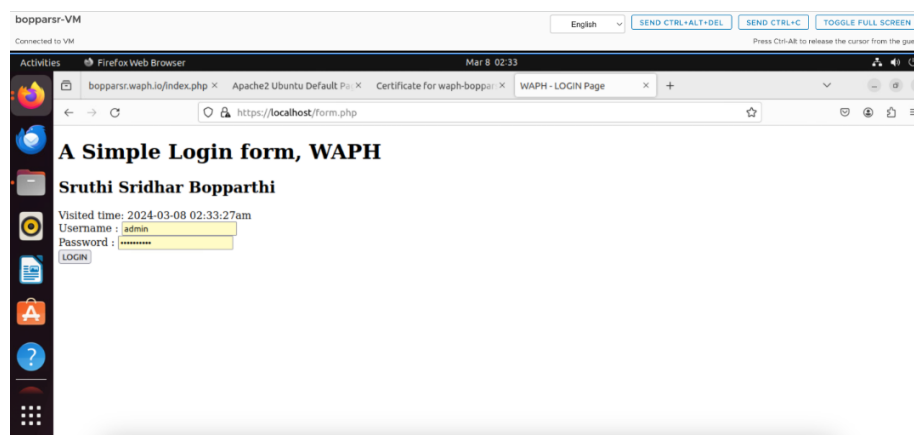 bopparsr-VM
English SEND CTRL+ALT+DEL SEND CTRL+C TOGGLE FULL SCREEN
Connected to VM
Press Ctrl-Alt to release the cursor from the gue
Activities Firefox Web Browser Mar 8 02:33
bopparsr.waph.io/index.php × Apache2 Ubuntu Default Pa × Certificate for waph-boppar × WAPH - LOGIN Page × +
https://localhost/form.php
A Simple Login form, WAPH
Sruthi Sridhar Bopparthi
Visited time: 2024-03-08 02:33:27am
Username : admin
Password : ••••••••••
LOGIN